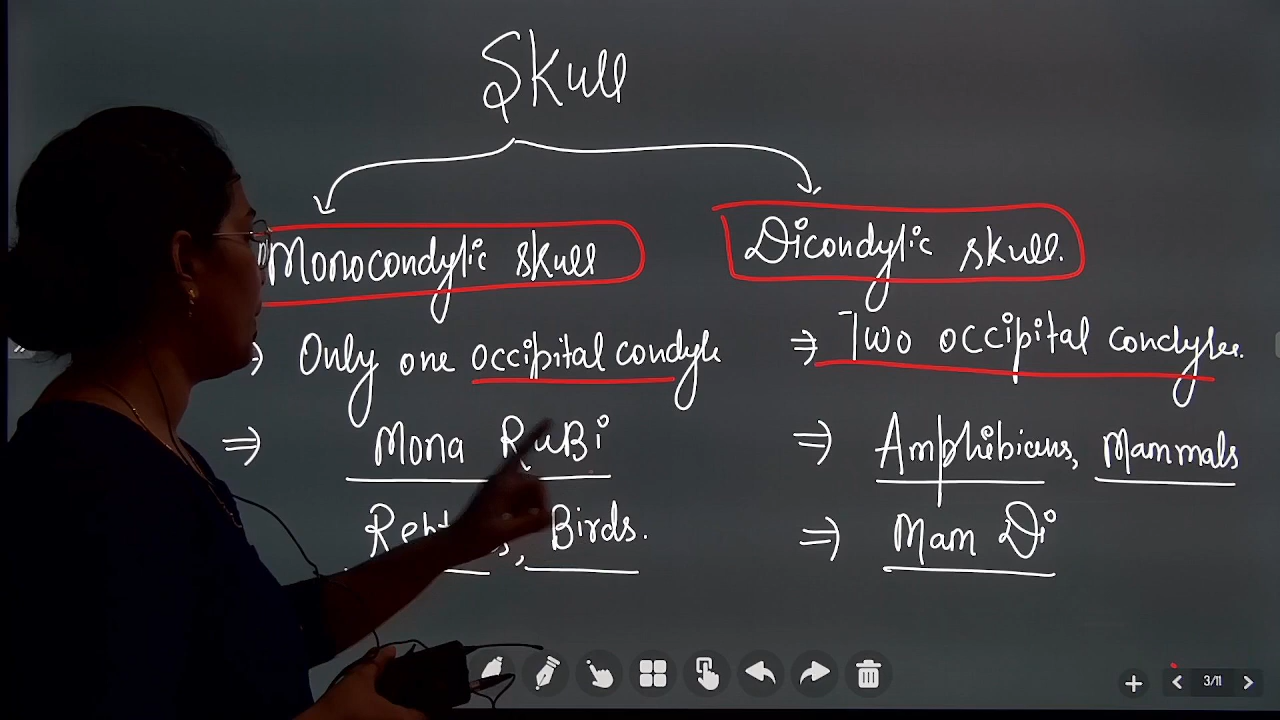 Skull
Monocondylic skull
Dicondylic skull.
Only one occipital condyle
⇒ Two occipital condyles.
⇒ Mona RuBi
⇒ Amphibians, Mammals
Birds.
⇒ Mam Di
3/11